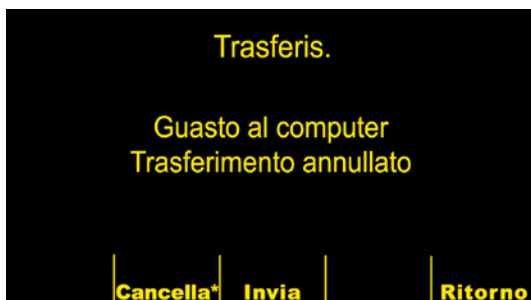 Trasferis.
Guasto al computer
Trasferimento annullato
Cancella* Invia Ritorno